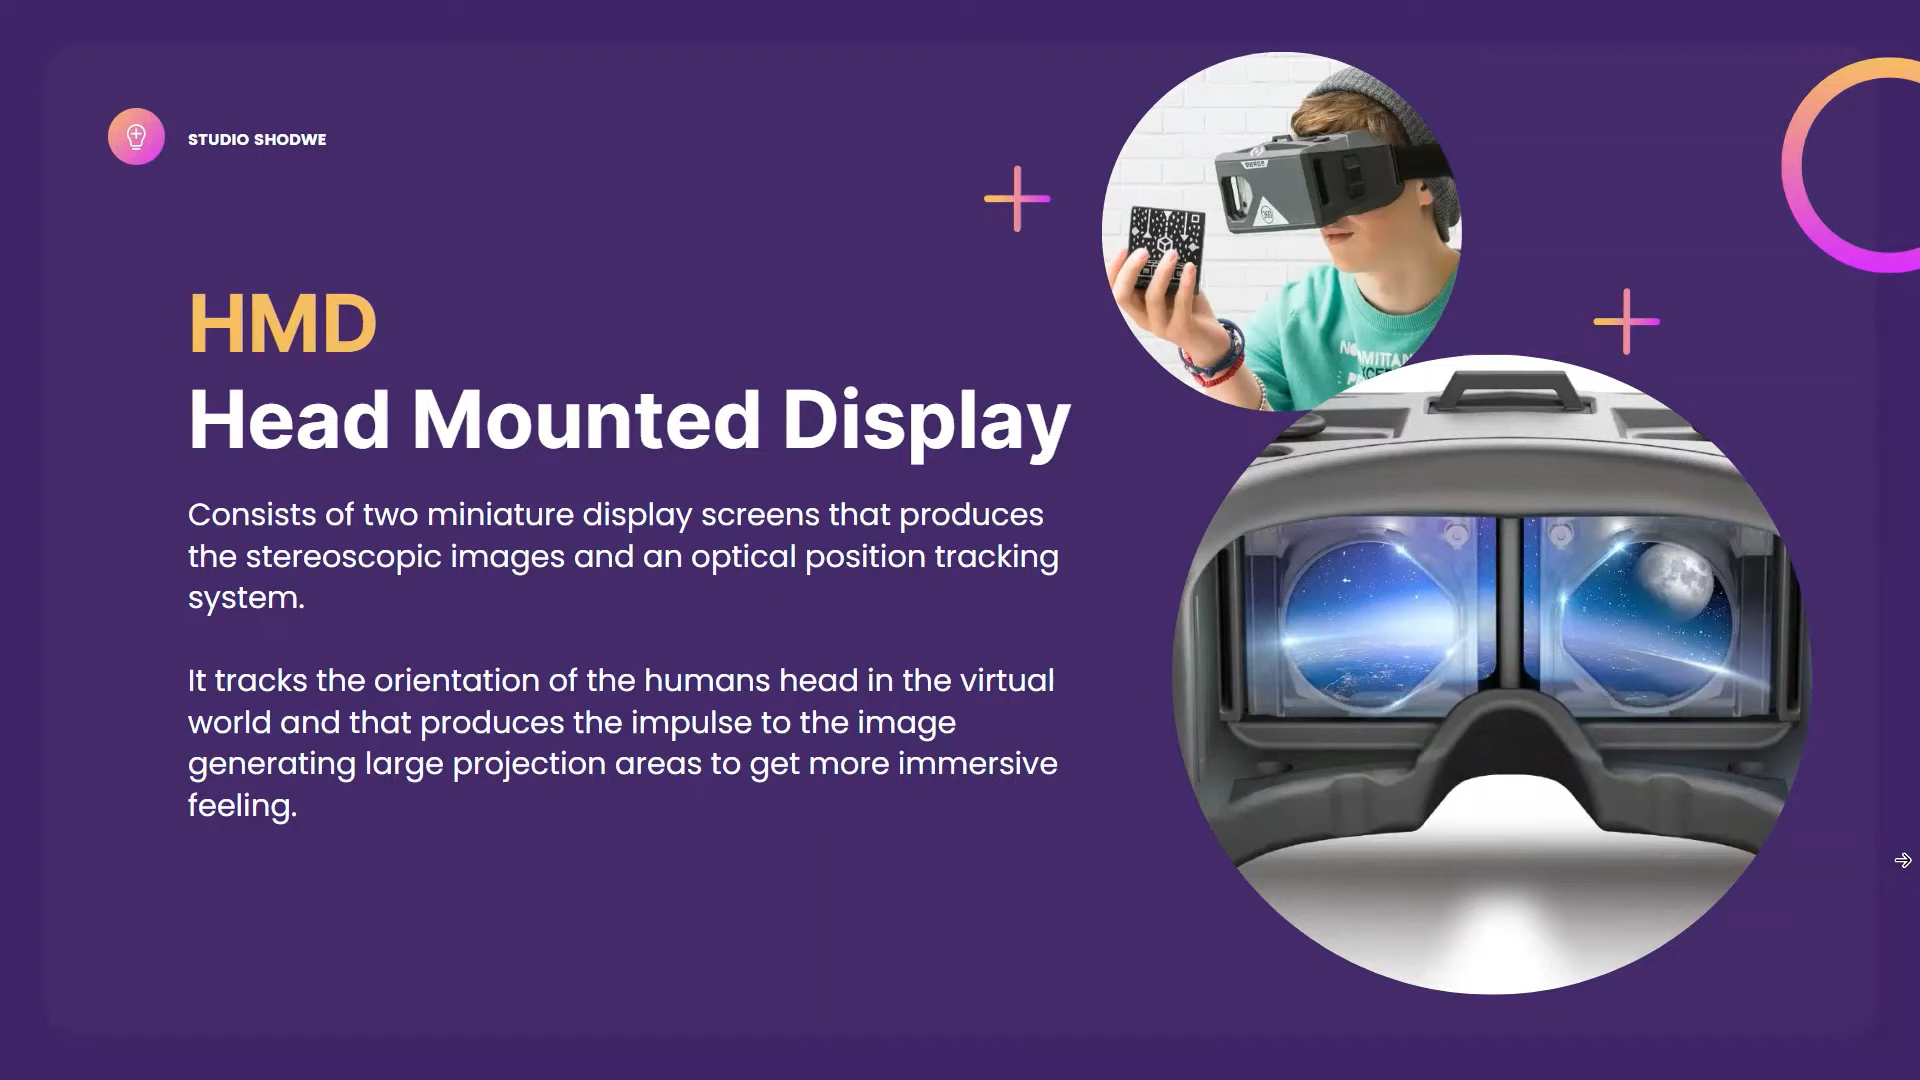 STUDIO SHODWE
HMD
Head Mounted Display
Consists of two miniature display screens that produces
the stereoscopic images and an optical position tracking
system.
It tracks the orientation of the humans head in the virtual
world and that produces the impulse to the image
generating large projection areas to get more immersive
feeling.
MERGE
360